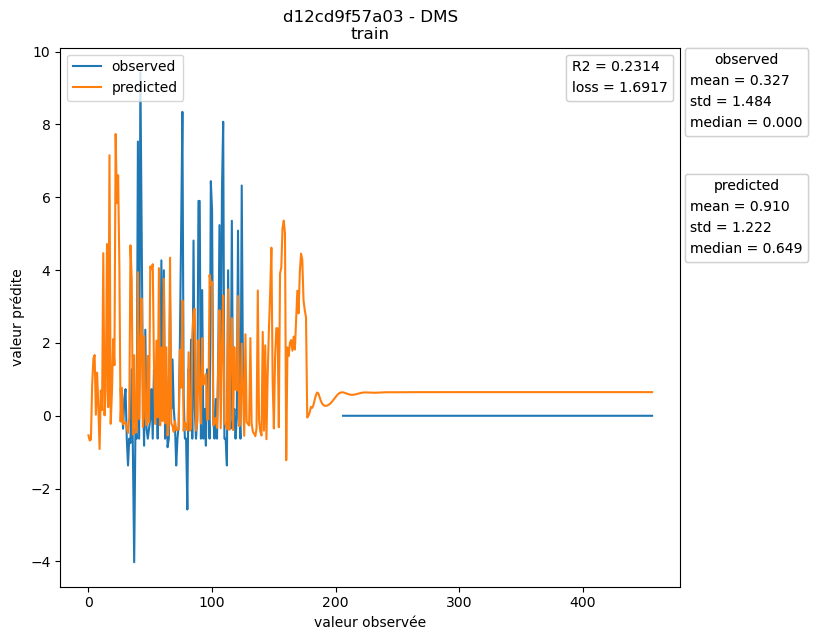 d12cd9f57a03 - DMS
train
observed
predicted
R2 = 0.2314
loss = 1.6917
observed
mean = 0.327
std = 1.484
median = 0.000
predicted
mean = 0.910
std = 1.222
median = 0.649
valeur prédite
10
8
6
4
2
0
−2
−4
0
100
200
300
400
valeur observée